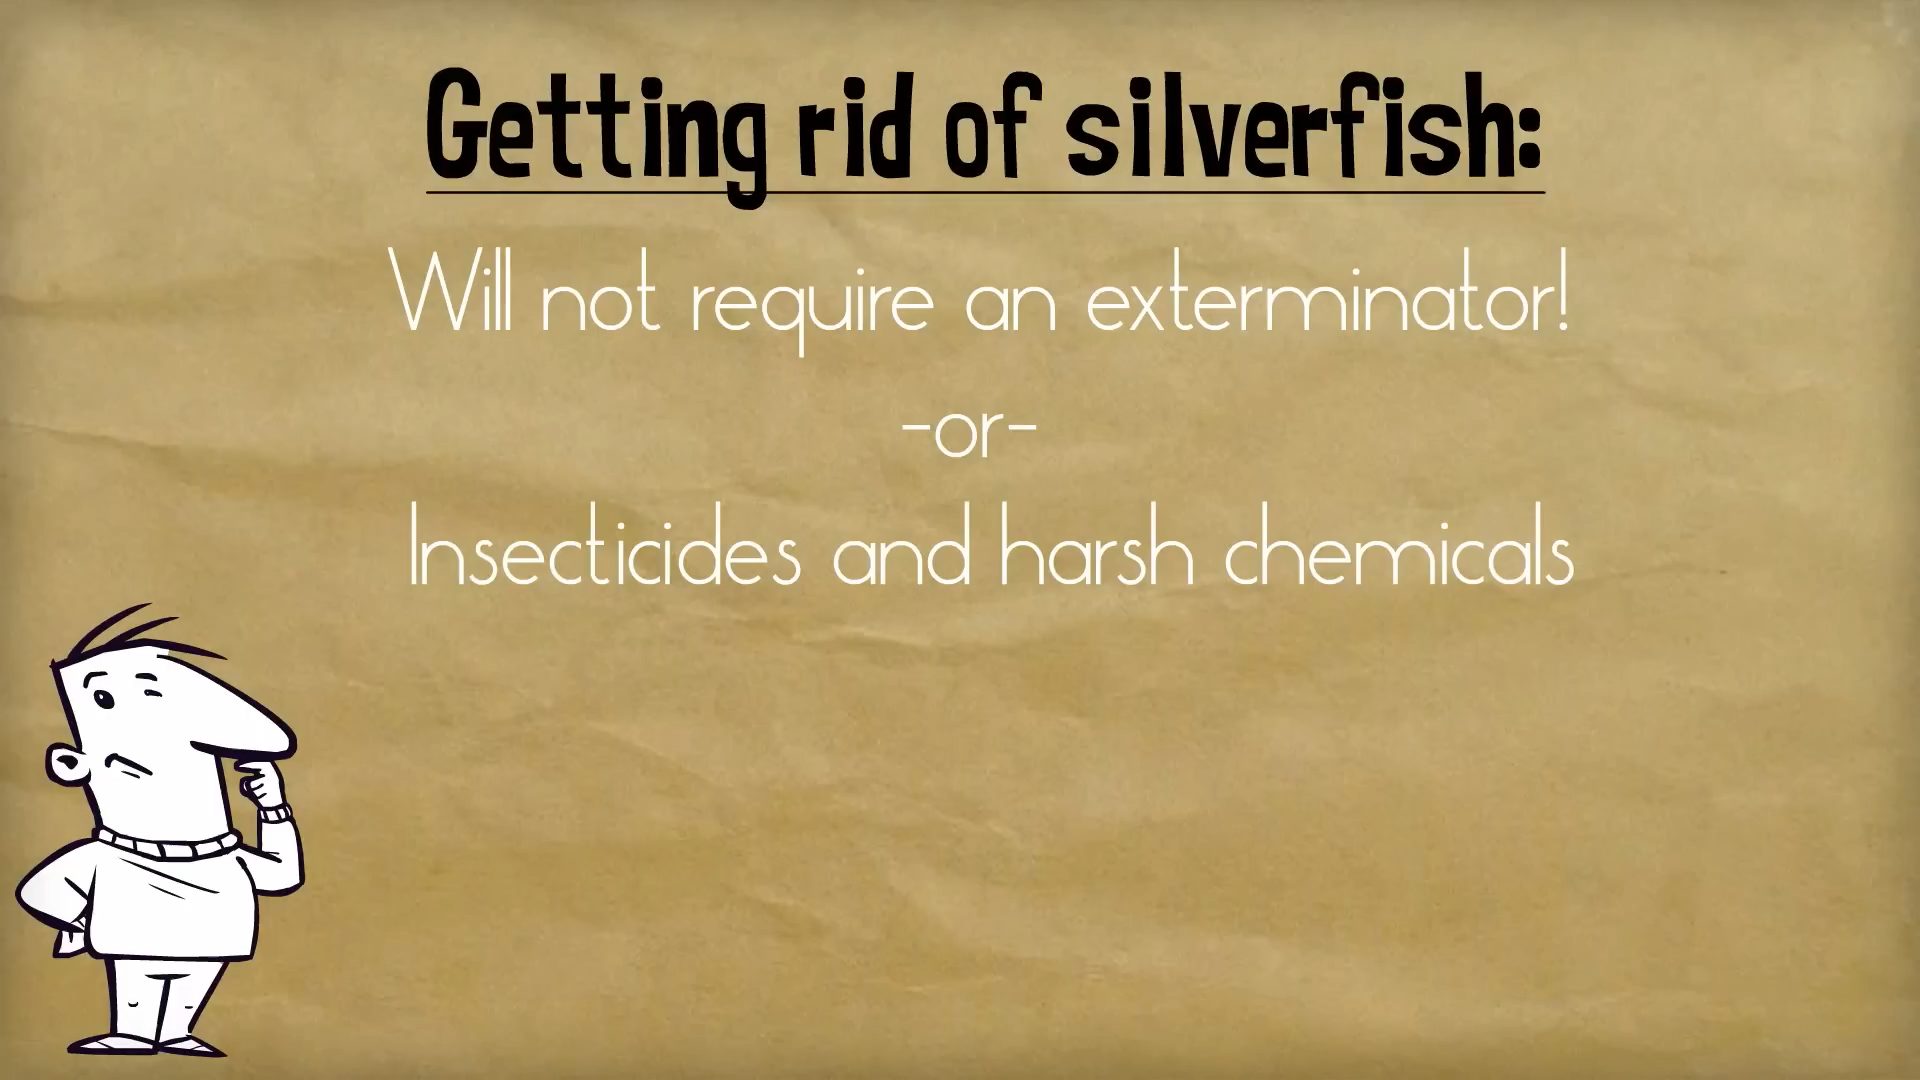 Getting rid of silverfish:
Will not require an exterminator!
-or-
Insecticides and harsh chemicals